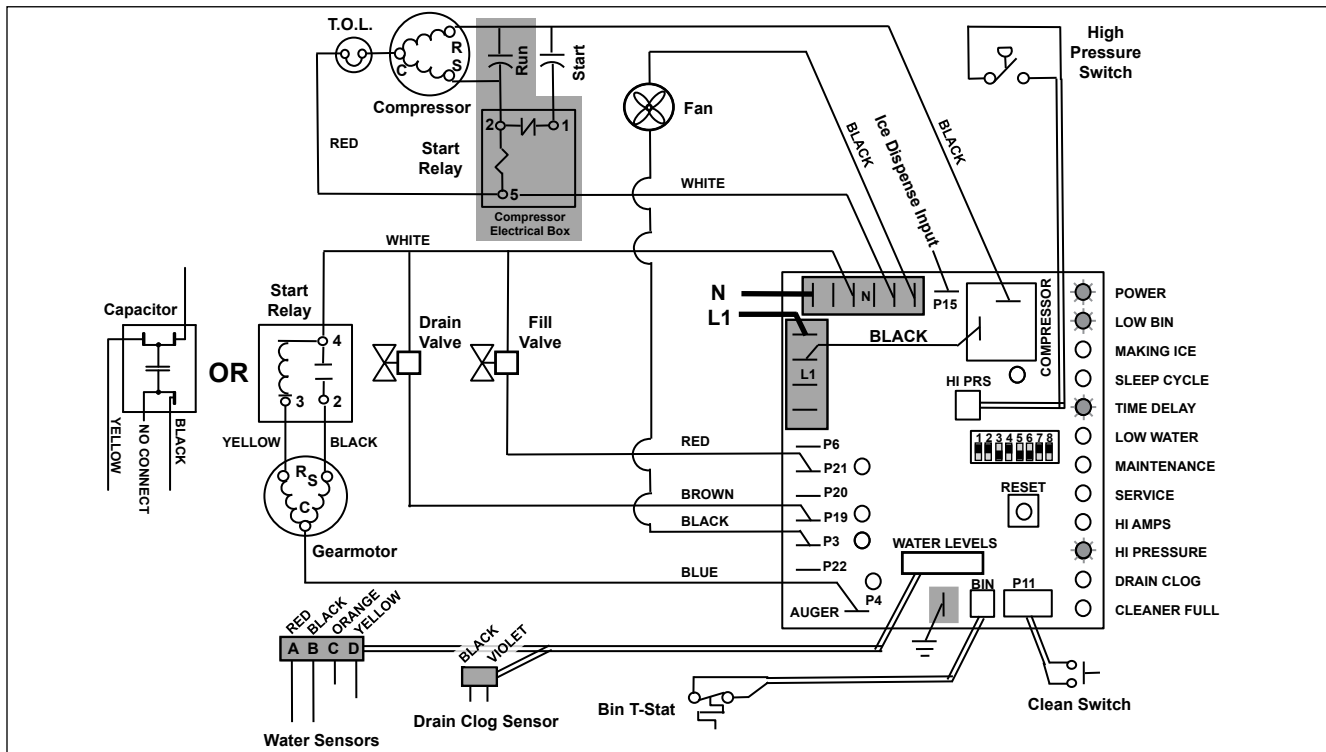 T.O.L.
R
S
C
Compressor
Run
Start
2
1
5
Start
Relay
Compressor
Electrical Box
RED
Fan
BLACK
Ice Dispense Input
BLACK
High
Pressure
Switch
WHITE
WHITE
Capacitor
YELLOW
NO CONNECT
BLACK
OR
Start
Relay
4
3
2
YELLOW
BLACK
R
S
C
Gearmotor
Drain
Valve
Fill
Valve
N
L1
N
P15
L1
BLACK
COMPRESSOR
HI PRS
POWER
LOW BIN
MAKING ICE
SLEEP CYCLE
TIME DELAY
LOW WATER
MAINTENANCE
SERVICE
HI AMPS
HI PRESSURE
DRAIN CLOG
CLEANER FULL
1 2 3 4 5 6 7 8
RESET
RED
BROWN
BLACK
BLUE
P6
P21
P20
P19
P3
P22
P4
AUGER
WATER LEVELS
BIN
P11
RED
BLACK
ORANGE
YELLOW
A B C D
Water Sensors
BLACK
VIOLET
Drain Clog Sensor
Bin T-Stat
Clean Switch